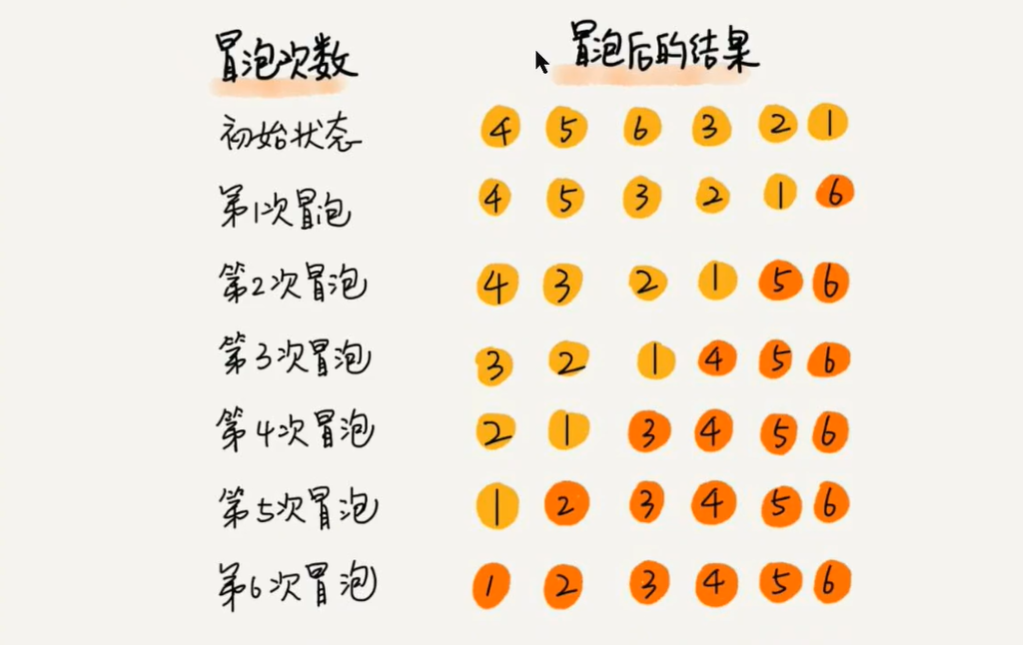 冒泡次数 冒泡后的结果
初始状态 4 5 6 3 2 1
第1次冒泡 4 5 3 2 1 6
第2次冒泡 4 3 2 1 5 6
第3次冒泡 3 2 1 4 5 6
第4次冒泡 2 1 3 4 5 6
第5次冒泡 1 2 3 4 5 6
第6次冒泡 1 2 3 4 5 6